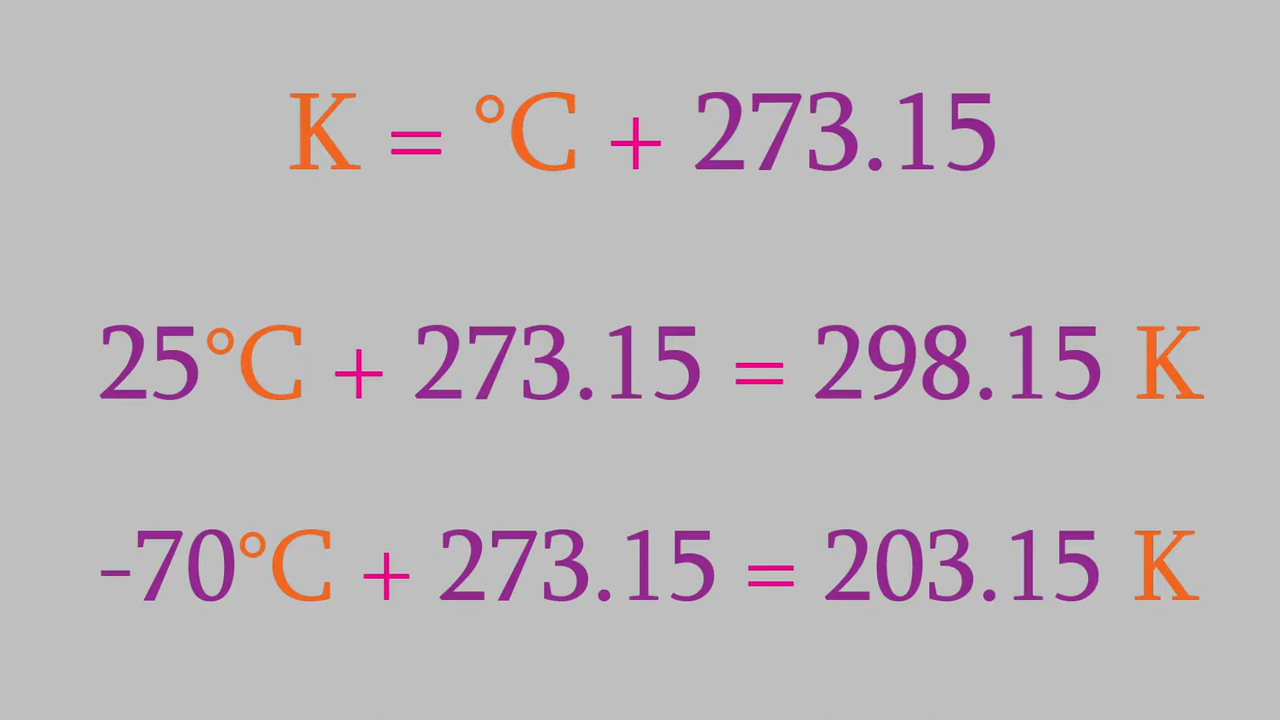 K = °C + 273.15
25°C + 273.15 = 298.15 K
-70°C + 273.15 = 203.15 K